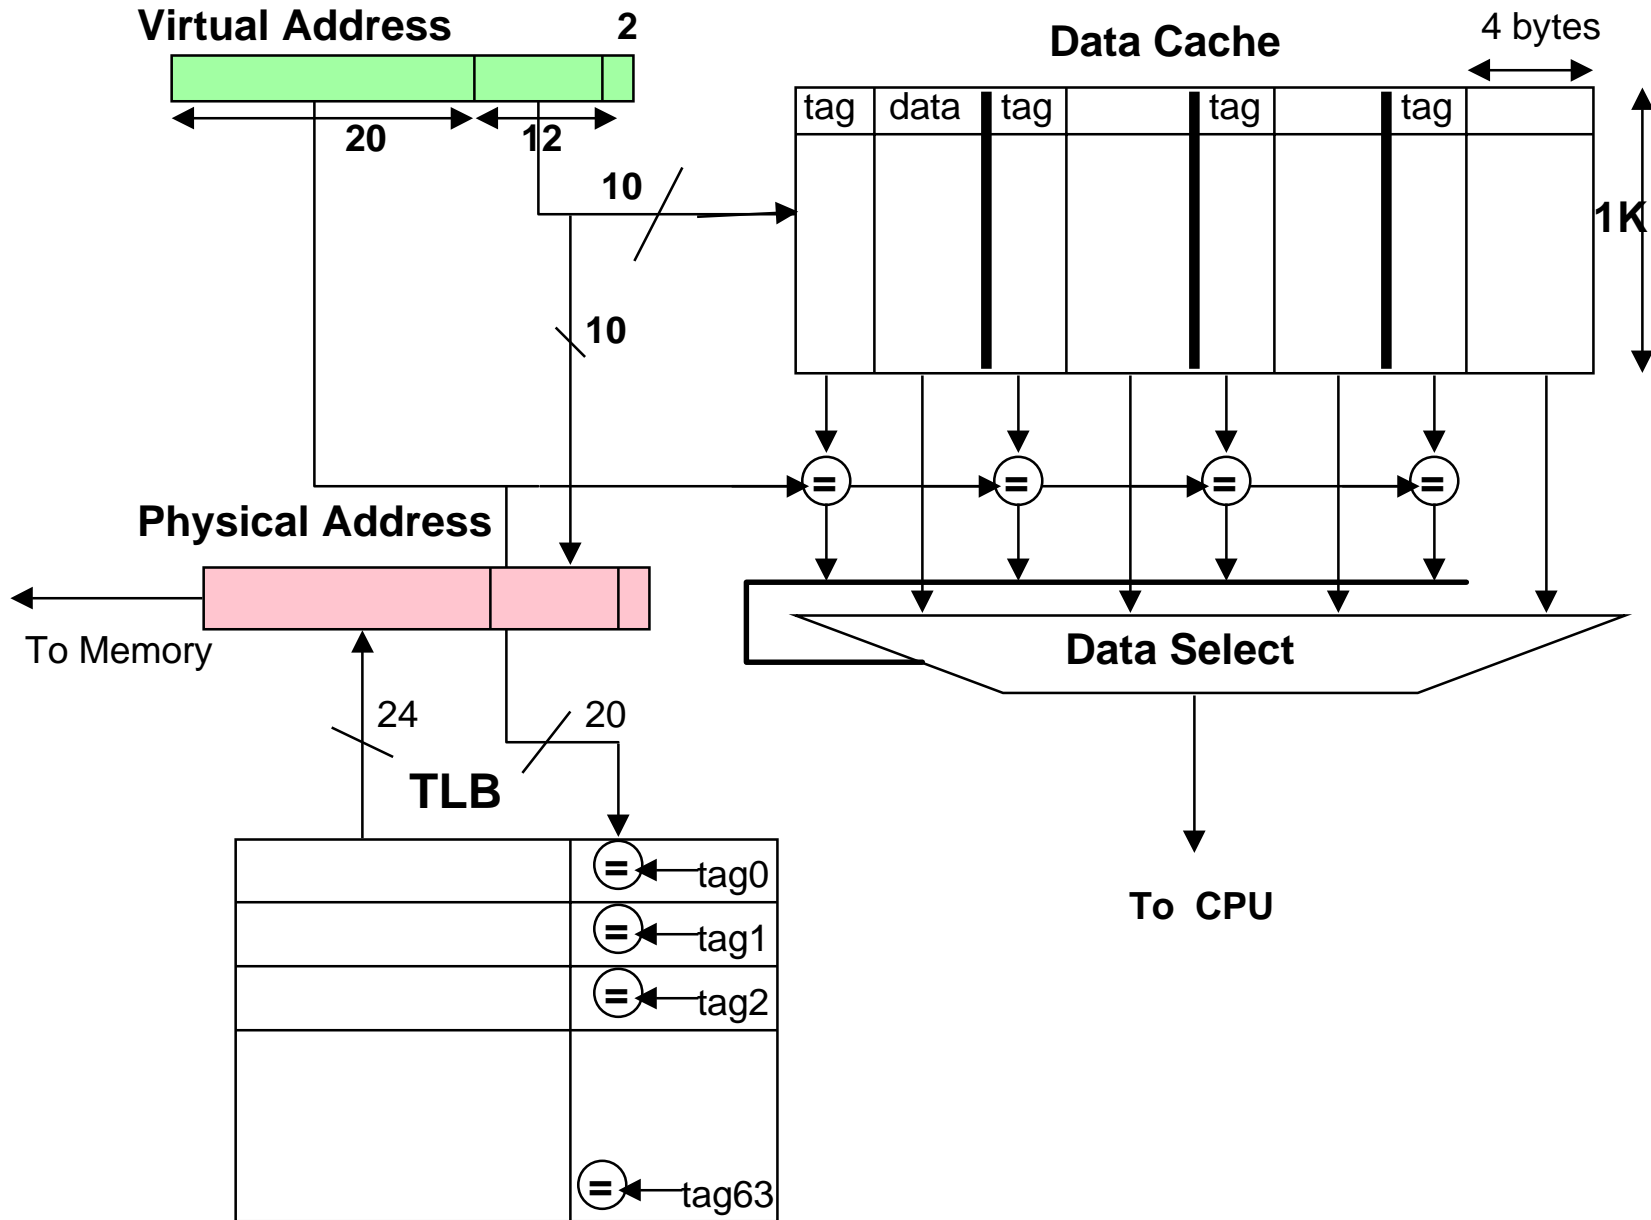 Virtual Address
2
20
12
10
10
Data Cache
4 bytes
tag data tag tag tag
1K
= = = =
Physical Address
To Memory
Data Select
24
20
TLB
= tag0
= tag1
= tag2
= tag63
To CPU